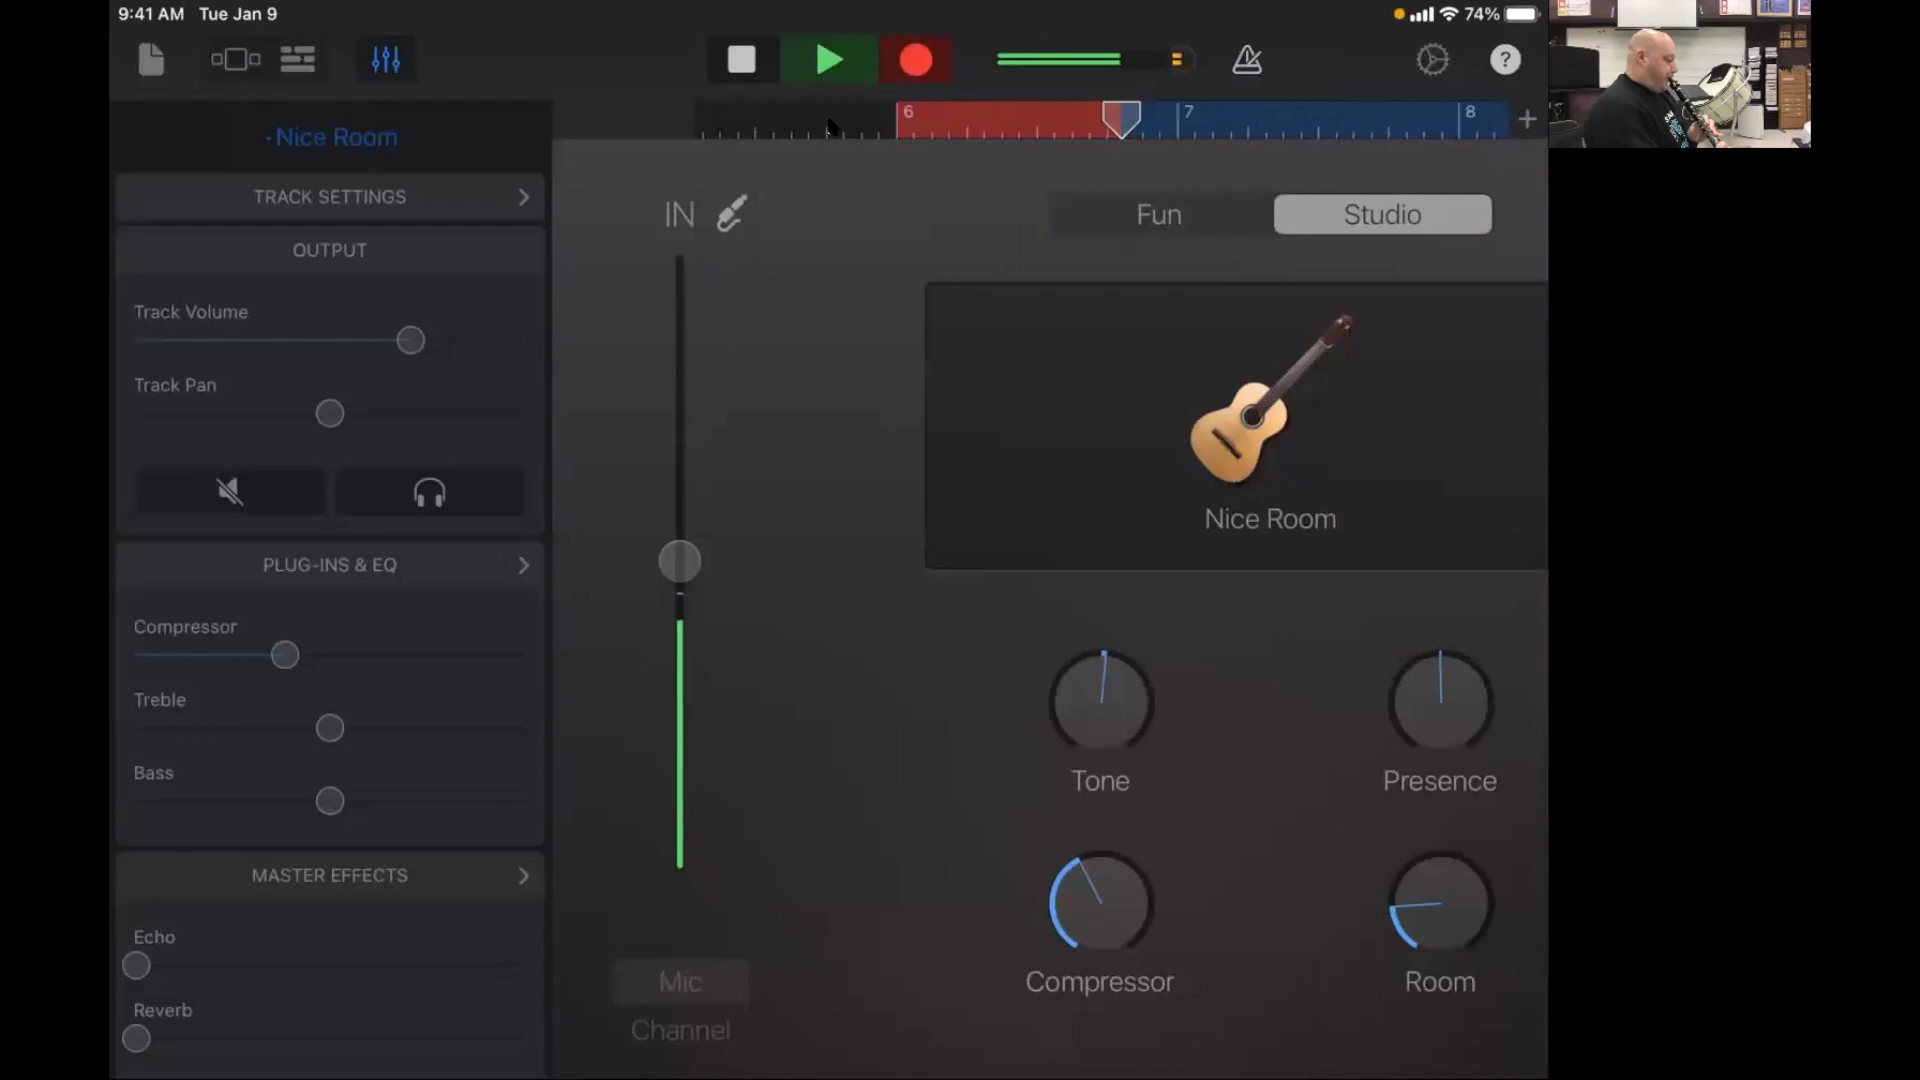 9:41 AM Tue Jan 9
74%
?
6
7
8
+
Nice Room
TRACK SETTINGS
OUTPUT
Track Volume
Track Pan
PLUG-INS & EQ
Compressor
Treble
Bass
MASTER EFFECTS
Echo
Reverb
IN
Fun
Studio
Nice Room
Tone
Presence
Compressor
Room
Mic
Channel